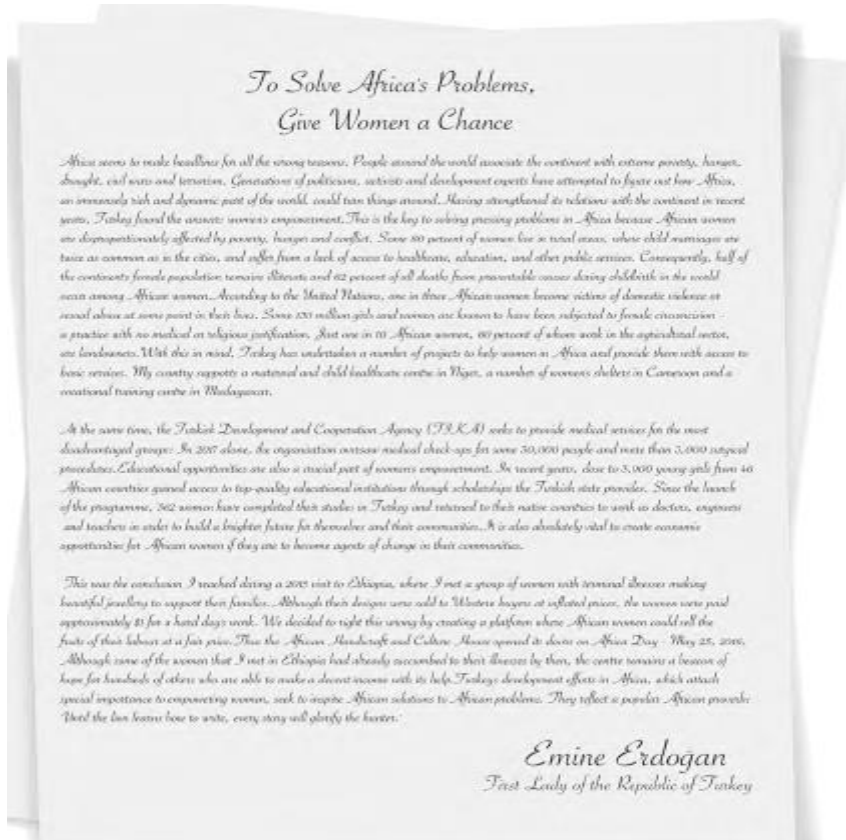 To Solve Africa's Problems,
Give Women a Chance
Africa seems to make headlines for all the wrong reasons. People around the world associate the continent with extreme poverty, hunger,
drought, civil wars and terrorism. Generations of politicians, activists and development experts have attempted to figure out how Africa,
an immensely rich and dynamic part of the world, could turn things around. Having strengthened its relations with the continent in recent
years, Turkey found the answer: women's empowerment.This is the key to solving pressing problems in Africa because African women
are disproportionately affected by poverty, hunger and conflict. Some 80 percent of women live in rural areas, where child marriages are
twice as common as in the cities, and suffer from a lack of access to healthcare, education, and other public services. Consequently, half of
the continent's female population remains illiterate and 62 percent of all deaths from preventable causes during childbirth in the world
occur among African women.According to the United Nations, one in three African women become victims of domestic violence or
sexual abuse at some point in their lives. Some 130 million girls and women are known to have been subjected to female circumcision -
a practice with no medical or religious justification. Just one in 10 African women, 60 percent of whom work in the agricultural sector,
are landowners.With this in mind, Turkey has undertaken a number of projects to help women in Africa and provide them with access to
basic services. My country supports a maternal and child healthcare centre in Niger, a number of women's shelters in Cameroon and a
vocational training centre in Madagascar.
At the same time, the Turkish Development and Cooperation Agency (TIKA) seeks to provide medical services for the most
disadvantaged groups: In 2017 alone, the organisation oversaw medical check-ups for some 30,000 people and more than 3,000 surgical
procedures.Educational opportunities are also a crucial part of women's empowerment. In recent years, close to 3,000 young girls from 46
African countries gained access to top-quality educational institutions through scholarships the Turkish state provides. Since the launch
of the programme, 362 women have completed their studies in Turkey and returned to their native countries to work as doctors, engineers
and teachers in order to build a brighter future for themselves and their communities.It is also absolutely vital to create economic
opportunities for African women if they are to become agents of change in their communities.
This was the conclusion I reached during a 2015 visit to Ethiopia, where I met a group of women with terminal illnesses making
beautiful jewellery to support their families. Although their designs were sold to Western buyers at inflated prices, the women were paid
approximately $1 for a hard day's work. We decided to right this wrong by creating a platform where African women could sell the
fruits of their labour at a fair price.Thus the African Handicraft and Culture House opened its doors on Africa Day - May 25, 2016.
Although some of the women that I met in Ethiopia had already succumbed to their illnesses by then, the centre remains a beacon of
hope for hundreds of others who are able to make a decent income with its help.Turkey's development efforts in Africa, which attach
special importance to empowering women, seek to inspire African solutions to African problems. They reflect a popular African proverb:
'Until the lion learns how to write, every story will glorify the hunter.'
Emine Erdoğan
First Lady of the Republic of Turkey